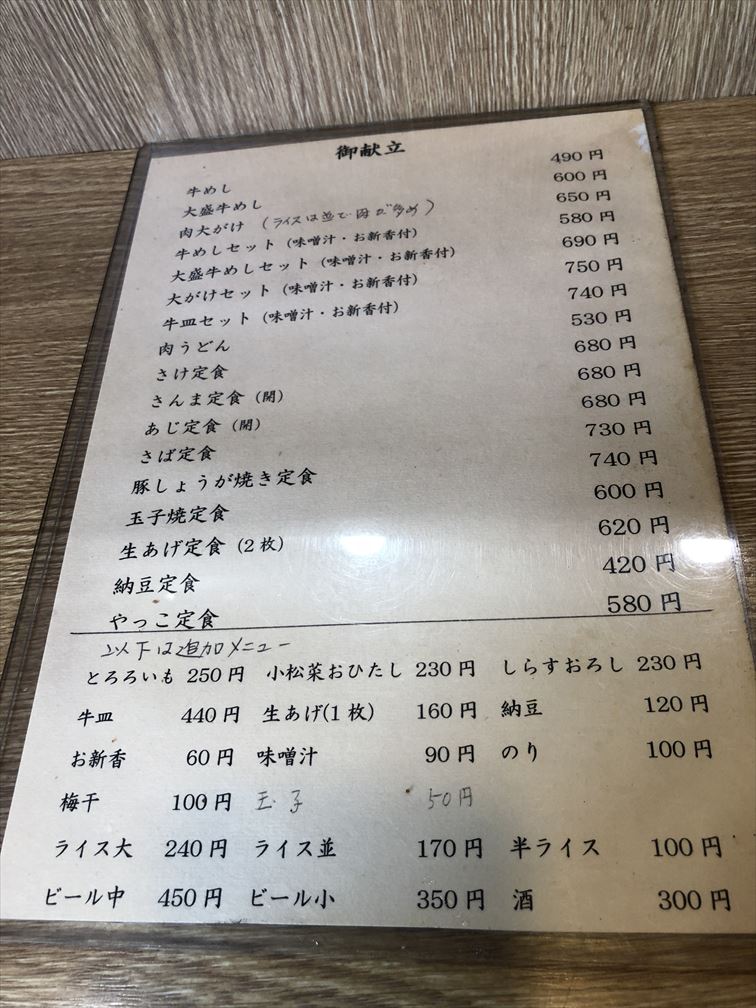 御献立
牛めし 490円
大盛牛めし 600円
肉大がけ (ライスは並で が多め) 650円
牛めしセット (味噌汁・お新香付) 580円
大盛牛めしセット (味噌汁・お新香付) 690円
大がけセット (味噌汁・お新香付) 750円
牛皿セット (味噌汁・お新香付) 740円
肉うどん 530円
さけ定食 680円
さんま定食 (開) 680円
あじ定食 (開) 680円
さば定食 730円
豚しょうが焼き定食 740円
玉子焼定食 600円
生あげ定食 (2枚) 620円
納豆定食 420円
やっこ定食 580円
以下は追加メニュー
とろろいも 250円 小松菜おひたし 230円 しらすおろし 230円
牛皿 440円 生あげ(1枚) 160円 納豆 120円
お新香 60円 味噌汁 90円 のり 100円
梅干 100円 玉子 50円
ライス大 240円 ライス並 170円 半ライス 100円
ビール中 450円 ビール小 350円 酒 300円